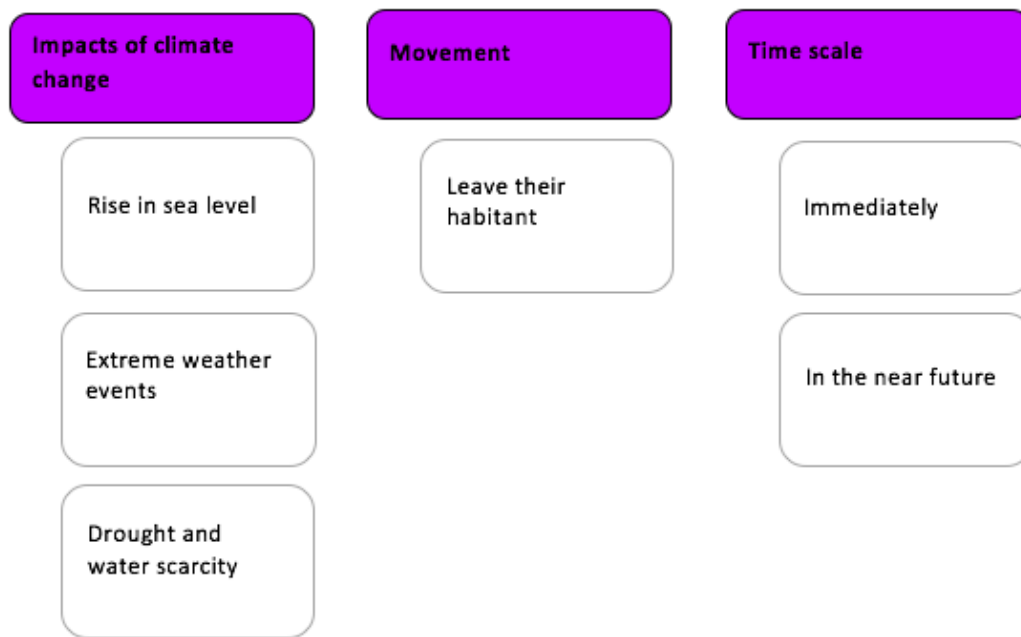 Impacts of climate
change
Rise in sea level
Extreme weather
events
Drought and
water scarcity
Movement
Leave their
habitant
Time scale
Immediately
In the near future